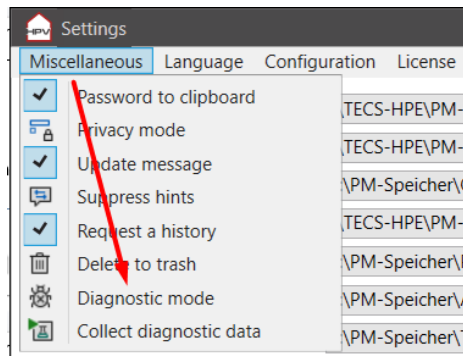 HPV Settings
Miscellaneous Language Configuration License
Password to clipboard
\TECS-HPE\PM-
Privacy mode
\TECS-HPE\PM-
Update message
:\PM-Speicher\
Suppress hints
Request a history
\TECS-HPE\PM-
Delete to trash
:\PM-Speicher\
Diagnostic mode
:\PM-Speicher\
Collect diagnostic data
:\PM-Speicher\